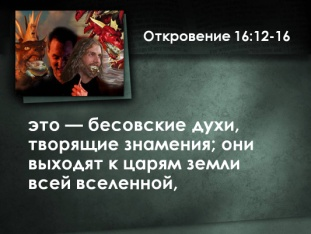 Откровение 16:12-16
это — бесовские духи,
творящие знамения; они
выходят к царям земли
всей вселенной,